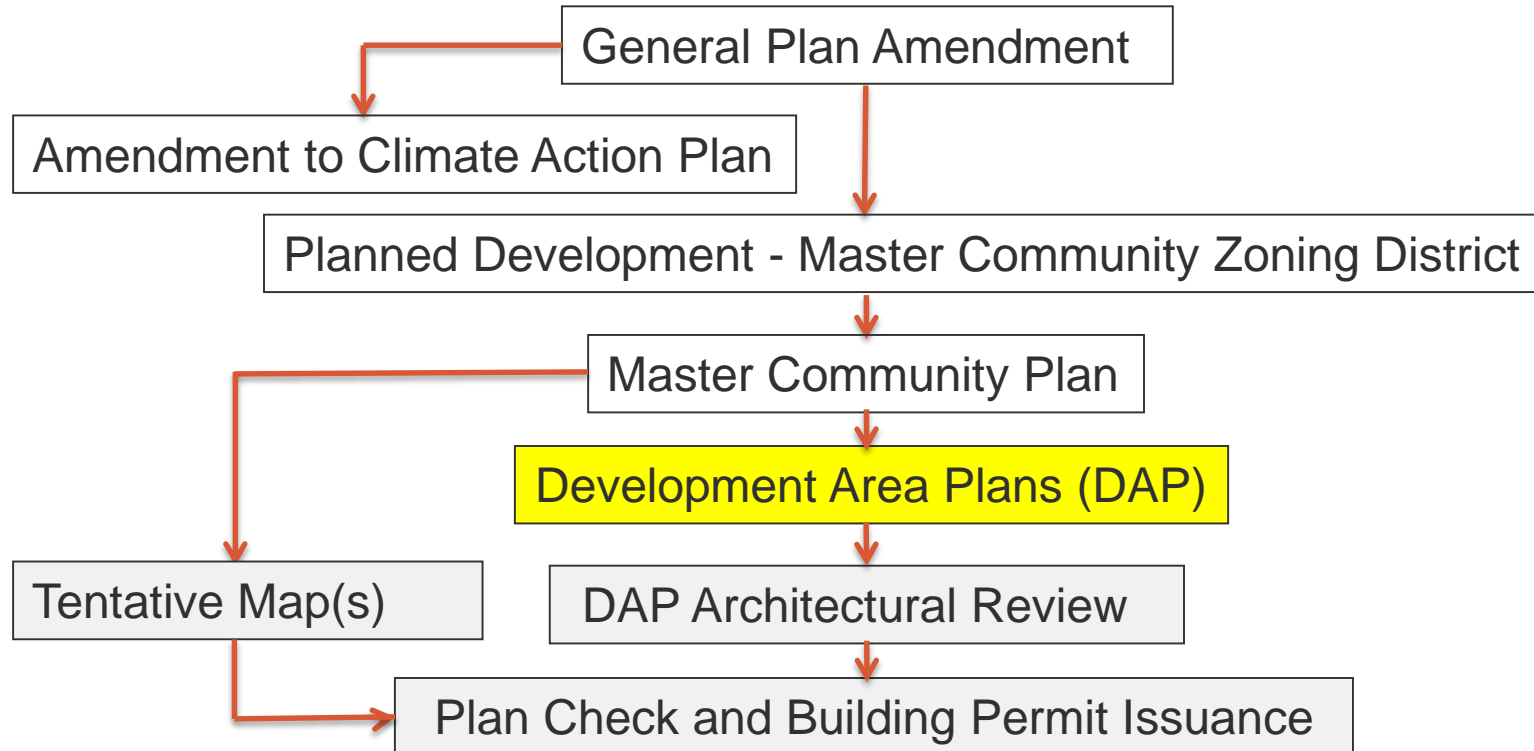 General Plan Amendment
Amendment to Climate Action Plan
Planned Development - Master Community Zoning District
Master Community Plan
Development Area Plans (DAP)
Tentative Map(s)
DAP Architectural Review
Plan Check and Building Permit Issuance